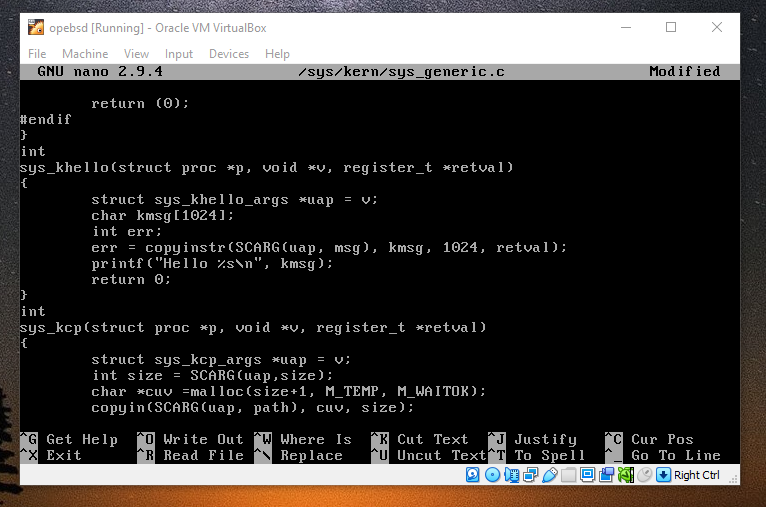 opebsd [Running] - Oracle VM VirtualBox
File Machine View Input Devices Help
GNU nano 2.9.4 /sys/kern/sys_generic.c Modified
return (0);
#endif
}
int
sys_khello(struct proc *p, void *v, register_t *retval)
{
struct sys_khello_args *uap = v;
char kmsg[1024];
int err;
err = copyinstr(SCARG(uap, msg), kmsg, 1024, retval);
printf("Hello %s\n", kmsg);
return 0;
}
int
sys_kcp(struct proc *p, void *v, register_t *retval)
{
struct sys_kcp_args *uap = v;
int size = SCARG(uap,size);
char *cuv =malloc(size+1, M_TEMP, M_WAITOK);
copyin(SCARG(uap, path), cuv, size);
^G Get Help ^O Write Out ^W Where Is ^K Cut Text ^J Justify ^C Cur Pos
^X Exit ^R Read File ^\ Replace ^U Uncut Text ^T To Spell ^_ Go To Line
Right Ctrl